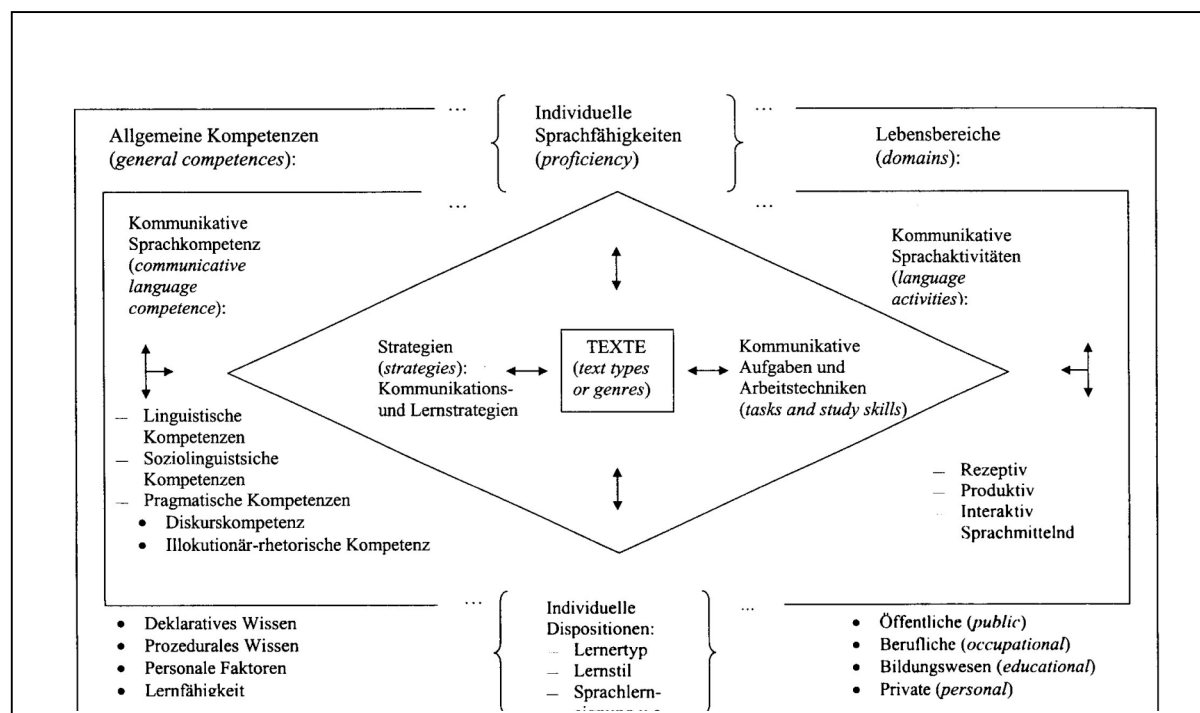 Individuelle
Sprachfähigkeiten
(proficiency)
Allgemeine Kompetenzen
(general competences):
Lebensbereiche
(domains):
...
...
...
...
Kommunikative
Sprachkompetenz
(communicative
language
competence):
Kommunikative
Sprachaktivitäten
(language
activities):
Strategien
(strategies):
Kommunikations-
und Lernstrategien
TEXTE
(text types
or genres)
Kommunikative
Aufgaben und
Arbeitstechniken
(tasks and study skills)
– Linguistische
Kompetenzen
– Soziolinguistsiche
Kompetenzen
– Pragmatische Kompetenzen
• Diskurskompetenz
• Illokutionär-rhetorische Kompetenz
– Rezeptiv
– Produktiv
Interaktiv
Sprachmittelnd
...
...
• Deklaratives Wissen
• Prozedurales Wissen
• Personale Faktoren
• Lernfähigkeit
Individuelle
Dispositionen:
– Lernertyp
– Lernstil
– Sprachlern-
• Öffentliche (public)
• Berufliche (occupational)
• Bildungswesen (educational)
• Private (personal)